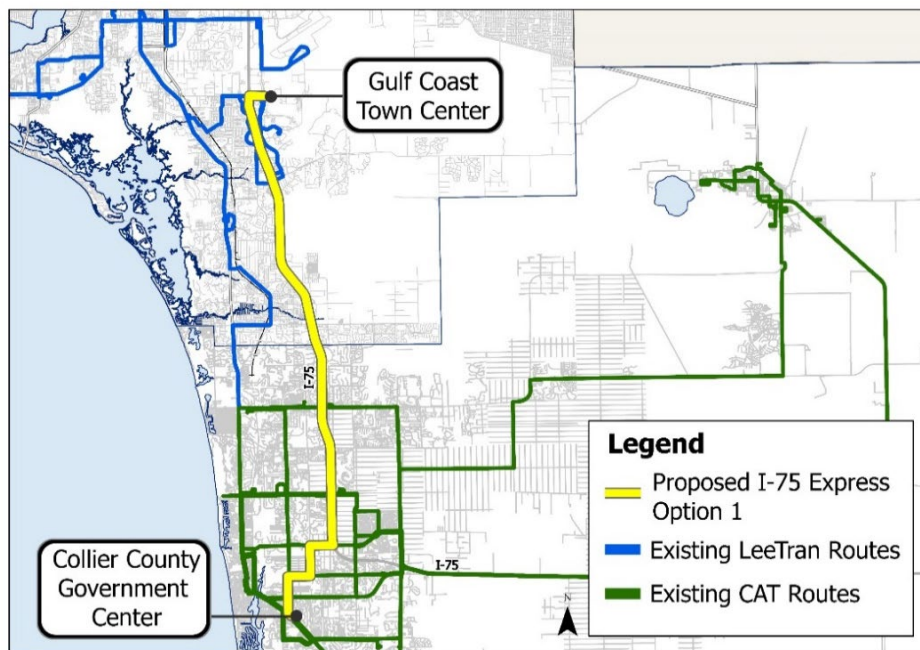 Gulf Coast
Town Center
I-75
Legend
Proposed I-75 Express
Option 1
Existing LeeTran Routes
Existing CAT Routes
Collier County
Government
Center
I-75
N